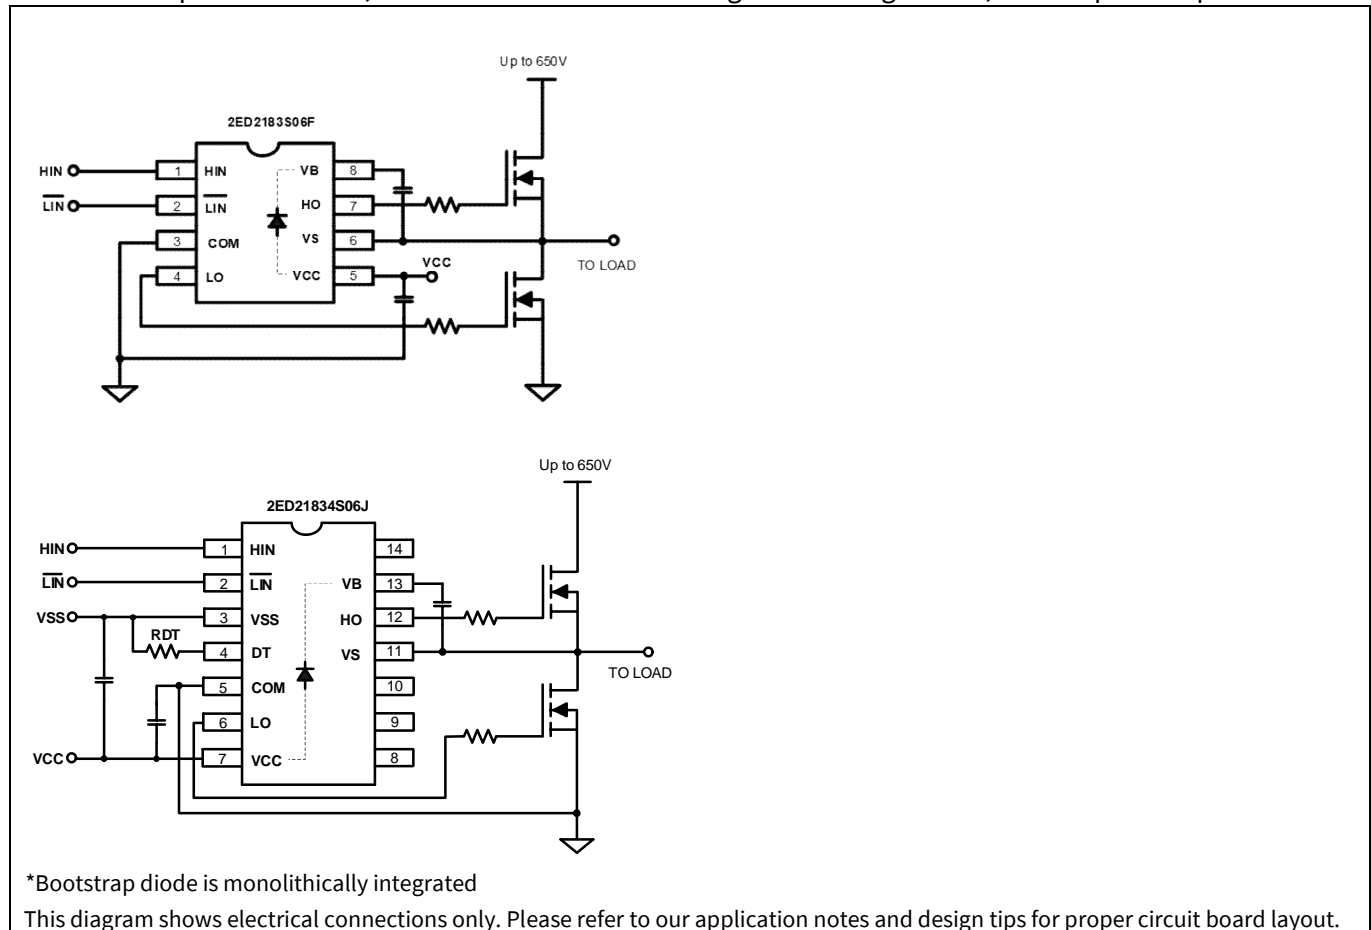 Up to 650V
2ED2183S06F
HIN 1 HIN VB 8
LIN 2 LIN HO 7
3 COM VS 6
TO LOAD
4 LO VCC 5 VCC
Up to 650V
2ED21834S06J
HIN 1 HIN 14
LIN 2 LIN VB 13
VSS 3 VSS HO 12
RDT 4 DT VS 11
TO LOAD
5 COM 10
6 LO 9
VCC 7 VCC 8
*Bootstrap diode is monolithically integrated
This diagram shows electrical connections only. Please refer to our application notes and design tips for proper circuit board layout.